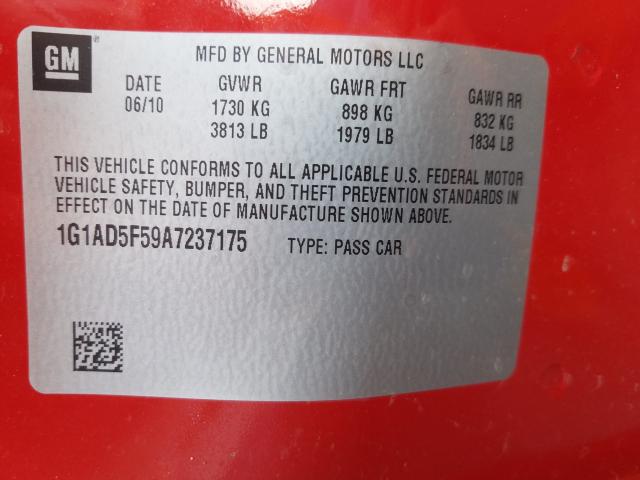 GM
MFD BY GENERAL MOTORS LLC
DATE GVWR GAWR FRT GAWR RR
06/10 1730 KG 898 KG 832 KG
3813 LB 1979 LB 1834 LB
THIS VEHICLE CONFORMS TO ALL APPLICABLE U.S. FEDERAL MOTOR
VEHICLE SAFETY, BUMPER, AND THEFT PREVENTION STANDARDS IN
EFFECT ON THE DATE OF MANUFACTURE SHOWN ABOVE.
1G1AD5F59A7237175 TYPE: PASS CAR